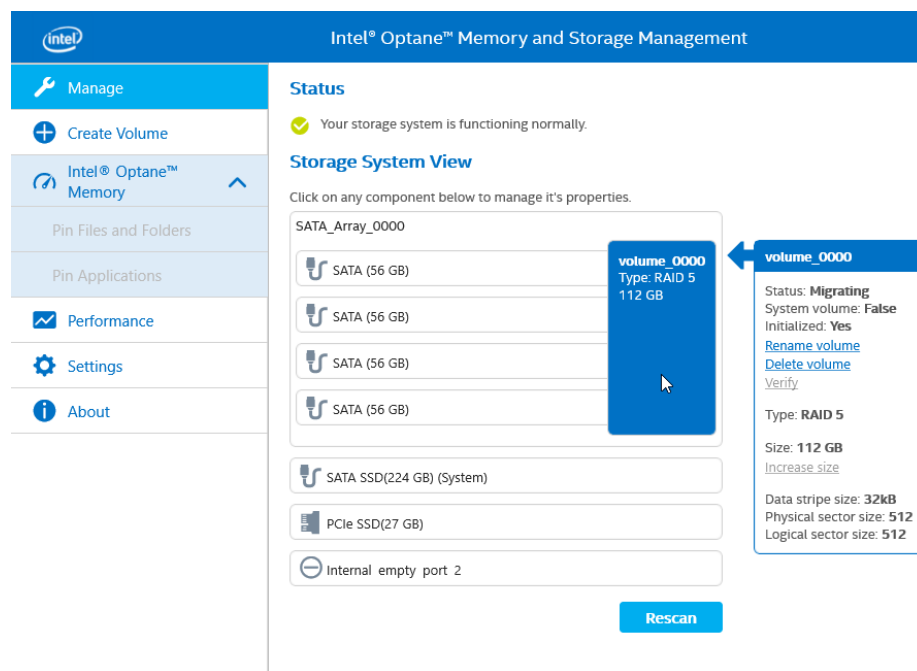 intel
Intel® Optane™ Memory and Storage Management
Manage
Create Volume
Intel® Optane™
Memory
Pin Files and Folders
Pin Applications
Performance
Settings
About
Status
Your storage system is functioning normally.
Storage System View
Click on any component below to manage it's properties.
SATA_Array_0000
SATA (56 GB)
SATA (56 GB)
SATA (56 GB)
SATA (56 GB)
volume_0000
Type: RAID 5
112 GB
SATA SSD(224 GB) (System)
PCIe SSD(27 GB)
Internal empty port 2
Rescan
volume_0000
Status: Migrating
System volume: False
Initialized: Yes
Rename volume
Delete volume
Verify
Type: RAID 5
Size: 112 GB
Increase size
Data stripe size: 32kB
Physical sector size: 512
Logical sector size: 512